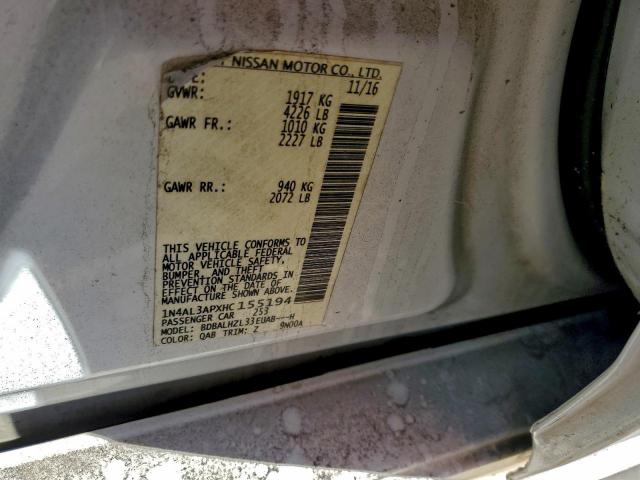 NISSAN MOTOR CO., LTD.
11/16
GVWR: 1917 KG
4226 LB
GAWR FR.: 1010 KG
2227 LB
GAWR RR.: 940 KG
2072 LB
THIS VEHICLE CONFORMS TO
ALL APPLICABLE FEDERAL
MOTOR VEHICLE SAFETY,
BUMPER, AND THEFT
PREVENTION STANDARDS IN
EFFECT ON THE DATE OF
MANUFACTURE SHOWN ABOVE.
1N4AL3APXHC155194
PASSENGER CAR 253
MODEL: BDBALHZL33EUAB---H
COLOR: QAB TRIM: Z 9N00A